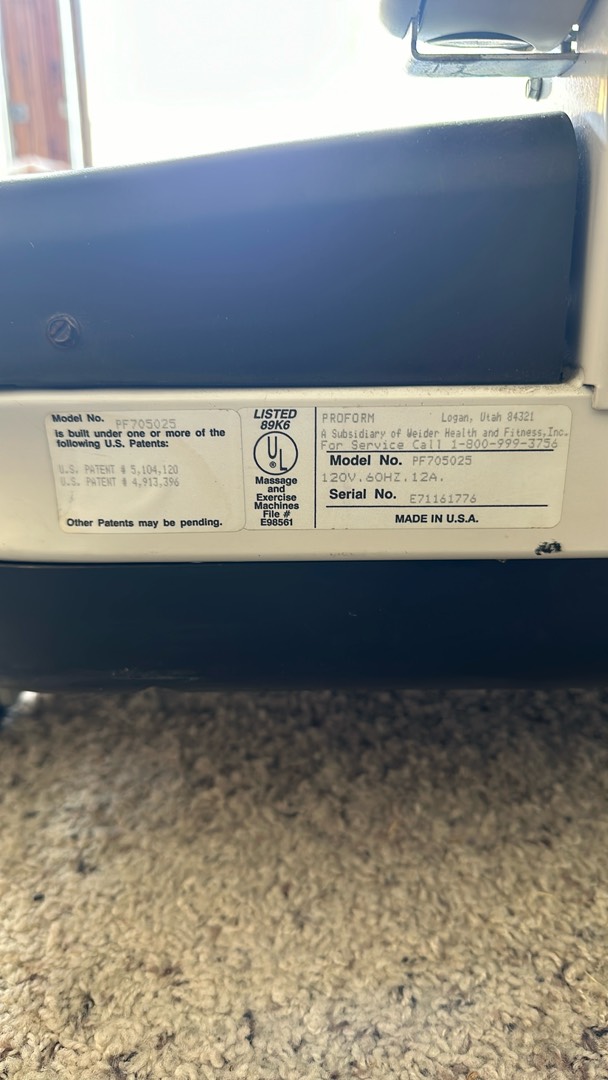 Model No. PF705025
is built under one or more of the
following U.S. Patents:
U.S. PATENT # 5,104,120
U.S. PATENT # 4,913,396
Other Patents may be pending.
LISTED
89K6
UL
Massage
and
Exercise
Machines
File #
E98561
PROFORM Logan, Utah 84321
A Subsidiary of Weider Health and Fitness,Inc.
For Service Call 1-800-999-3756
Model No. PF705025
120V.60HZ.12A.
Serial No. E71161776
MADE IN U.S.A.